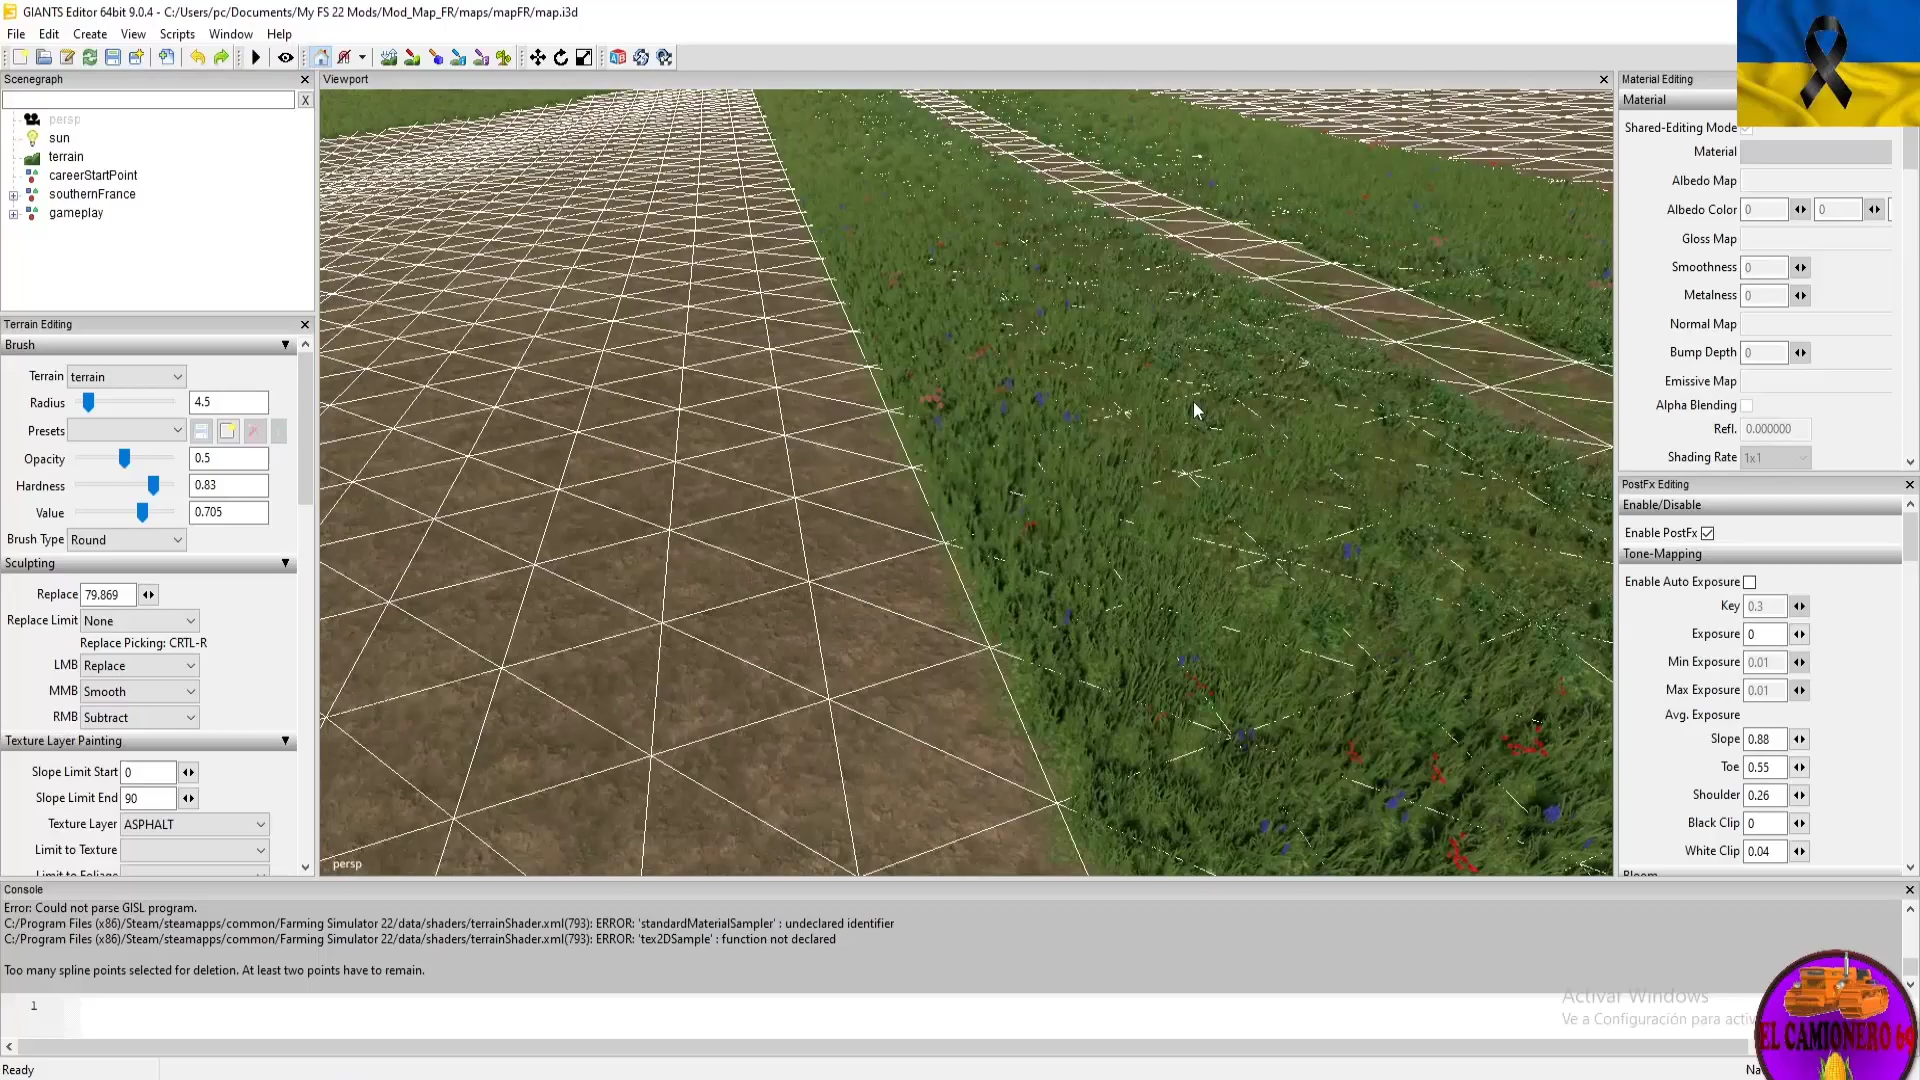 GIANTS Editor 64bit 9.0.4 - C:/Users/pc/Documents/My FS 22 Mods/Mod_Map_FR/maps/mapFR/map.i3d
File Edit Create View Scripts Window Help
Scenegraph
X
persp
sun
terrain
careerStartPoint
southernFrance
gameplay
Terrain Editing
Brush
Terrain terrain
Radius 4.5
Presets
Opacity 0.5
Hardness 0.83
Value 0.705
Brush Type Round
Sculpting
Replace 79.869
Replace Limit None
Replace Picking: CRTL-R
LMB Replace
MMB Smooth
RMB Subtract
Texture Layer Painting
Slope Limit Start 0
Slope Limit End 90
Texture Layer ASPHALT
Limit to Texture
Limit to Foliage
Viewport
persp
Material Editing
Material
Shared-Editing Mode
Material
Albedo Map
Albedo Color 0 0
Gloss Map
Smoothness 0
Metalness 0
Normal Map
Bump Depth 0
Emissive Map
Alpha Blending
Refl. 0.000000
Shading Rate 1x1
PostFx Editing
Enable/Disable
Enable PostFx
Tone-Mapping
Enable Auto Exposure
Key 0.3
Exposure 0
Min Exposure 0.01
Max Exposure 0.01
Avg. Exposure
Slope 0.88
Toe 0.55
Shoulder 0.26
Black Clip 0
White Clip 0.04
Bloom
Console
Error: Could not parse GISL program.
C:/Program Files (x86)/Steam/steamapps/common/Farming Simulator 22/data/shaders/terrainShader.xml(793): ERROR: 'standardMaterialSampler' : undeclared identifier
C:/Program Files (x86)/Steam/steamapps/common/Farming Simulator 22/data/shaders/terrainShader.xml(793): ERROR: 'tex2DSample' : function not declared
Too many spline points selected for deletion. At least two points have to remain.
1
Activar Windows
Ve a Configuración para activ
EL CAMIONERO
Ready
Na